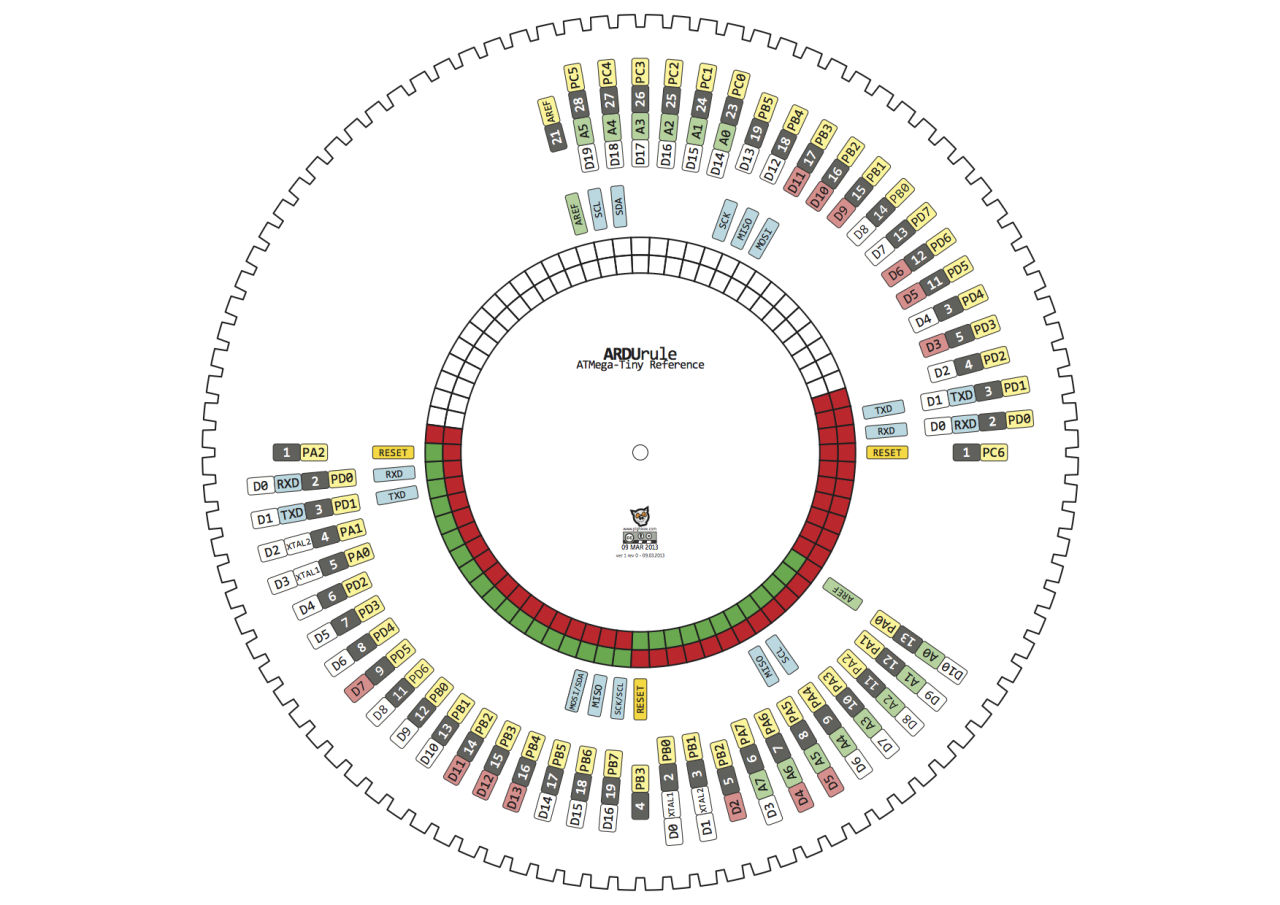 AREF 21
PC5 28 A5 D19
PC4 27 A4 D18
PC3 26 A3 D17
PC2 25 A2 D16
PC1 24 A1 D15
PC0 23 A0 D14
PB5 19 D13
PB4 18 D12
PB3 17 D11
PB2 16 D10
PB1 15 D9
PB0 14 D8
D7 13 PD7
D6 12 PD6
D5 11 PD5
D4 3 PD4
D3 5 PD3
D2 4 PD2
D1 TXD 3 PD1
D0 RXD 2 PD0
1 PC6
AREF
SCL
SDA
SCK
MISO
MOSI
TXD
RXD
RESET
ARDUrule
ATMega-Tiny Reference
www.pighixxx.com
09 MAR 2013
ver 1 rev 0 - 09.03.2013
AREF
SCL
MISO
PA0 13 A0 D10
PA1 12 A1 D9
PA2 11 A2 D8
PA3 10 A3 D7
PA4 9 A4 D6
PA5 8 A5 D5
PA6 7 A6 D4
PA7 6 A7 D3
PB2 5 D2
PB1 3 XTAL2 D1
PB0 2 XTAL1 D0
PB3 4
RESET
SCK/SCL
MISO
MOSI/SDA
PB7 19 D16
PB6 18 D15
PB5 17 D14
PB4 16 D13
PB3 15 D12
PB2 14 D11
PB1 13 D10
PB0 12 D9
D8 11 PD6
D7 9 PD5
D6 8 PD4
D5 7 PD3
D4 6 PD2
D3 XTAL1 5 PA0
D2 XTAL2 4 PA1
D1 TXD 3 PD1
D0 RXD 2 PD0
1 PA2
RESET
RXD
TXD